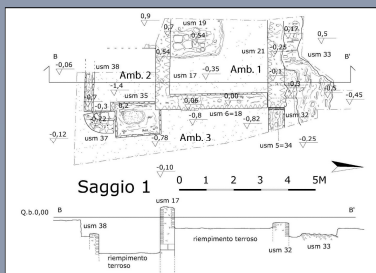 0,9
usm 19
0,7
0,54
0,17
0,5
B
-0,06
usm 38
0,54
usm 21
-0,25
usm 33
B'
Amb. 2
usm 17
-0,35
Amb. 1
-0,1
-1,4
usm 35
-0,3
-0,5
-0,45
-0,3
0,2
0,06
0,00
-0,22
-0,8
usm 6=18
-0,82
usm 32
-0,12
usm 37
-0,78
Amb. 3
usm 5=34
-0,25
-0,10
Saggio 1
0 1 2 3 4 5M
Q.b.0,00
B
usm 17
B'
usm 38
riempimento terroso
usm 32
usm 33
riempimento
terroso